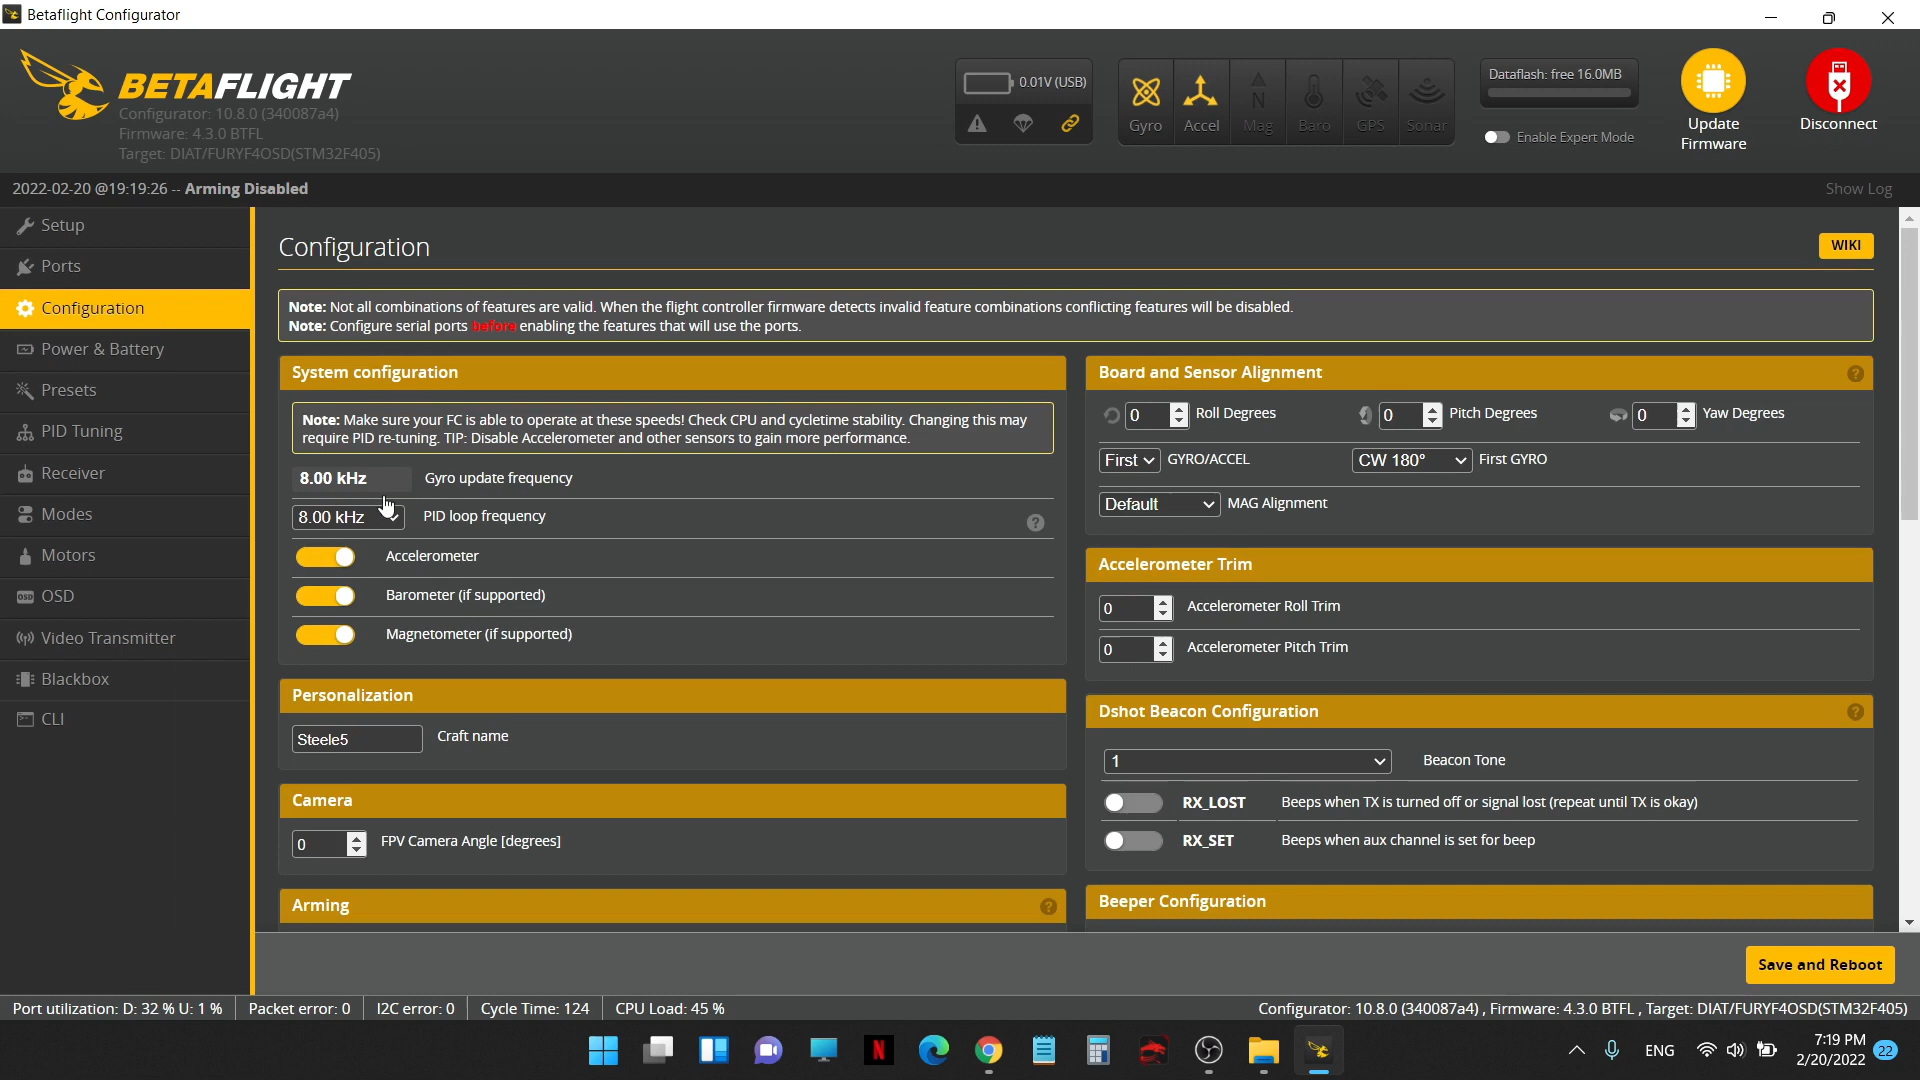 Betaflight Configurator
BETAFLIGHT
Configurator: 10.8.0 (340087a4)
Firmware: 4.3.0 BTFL
Target: DIAT/FURYF4OSD(STM32F405)
0.01V (USB)
Gyro
Accel
Mag
Baro
GPS
Sonar
Dataflash: free 16.0MB
Enable Expert Mode
Update
Firmware
Disconnect
2022-02-20 @19:19:26 -- Arming Disabled
Show Log
Setup
Ports
Configuration
Power & Battery
Presets
PID Tuning
Receiver
Modes
Motors
OSD
Video Transmitter
Blackbox
CLI
Configuration
WIKI
Note: Not all combinations of features are valid. When the flight controller firmware detects invalid feature combinations conflicting features will be disabled.
Note: Configure serial ports before enabling the features that will use the ports.
System configuration
Note: Make sure your FC is able to operate at these speeds! Check CPU and cycletime stability. Changing this may
require PID re-tuning. TIP: Disable Accelerometer and other sensors to gain more performance.
8.00 kHz Gyro update frequency
8.00 kHz PID loop frequency
?
Accelerometer
Barometer (if supported)
Magnetometer (if supported)
Personalization
Steele5 Craft name
Camera
0 FPV Camera Angle [degrees]
Arming
?
Board and Sensor Alignment
?
0 Roll Degrees
0 Pitch Degrees
0 Yaw Degrees
First GYRO/ACCEL
CW 180° First GYRO
Default MAG Alignment
Accelerometer Trim
0 Accelerometer Roll Trim
0 Accelerometer Pitch Trim
Dshot Beacon Configuration
?
1 Beacon Tone
RX_LOST Beeps when TX is turned off or signal lost (repeat until TX is okay)
RX_SET Beeps when aux channel is set for beep
Beeper Configuration
Save and Reboot
Port utilization: D: 32 % U: 1 %
Packet error: 0
I2C error: 0
Cycle Time: 124
CPU Load: 45 %
Configurator: 10.8.0 (340087a4) , Firmware: 4.3.0 BTFL , Target: DIAT/FURYF4OSD(STM32F405)
N
ENG
7:19 PM
2/20/2022
22